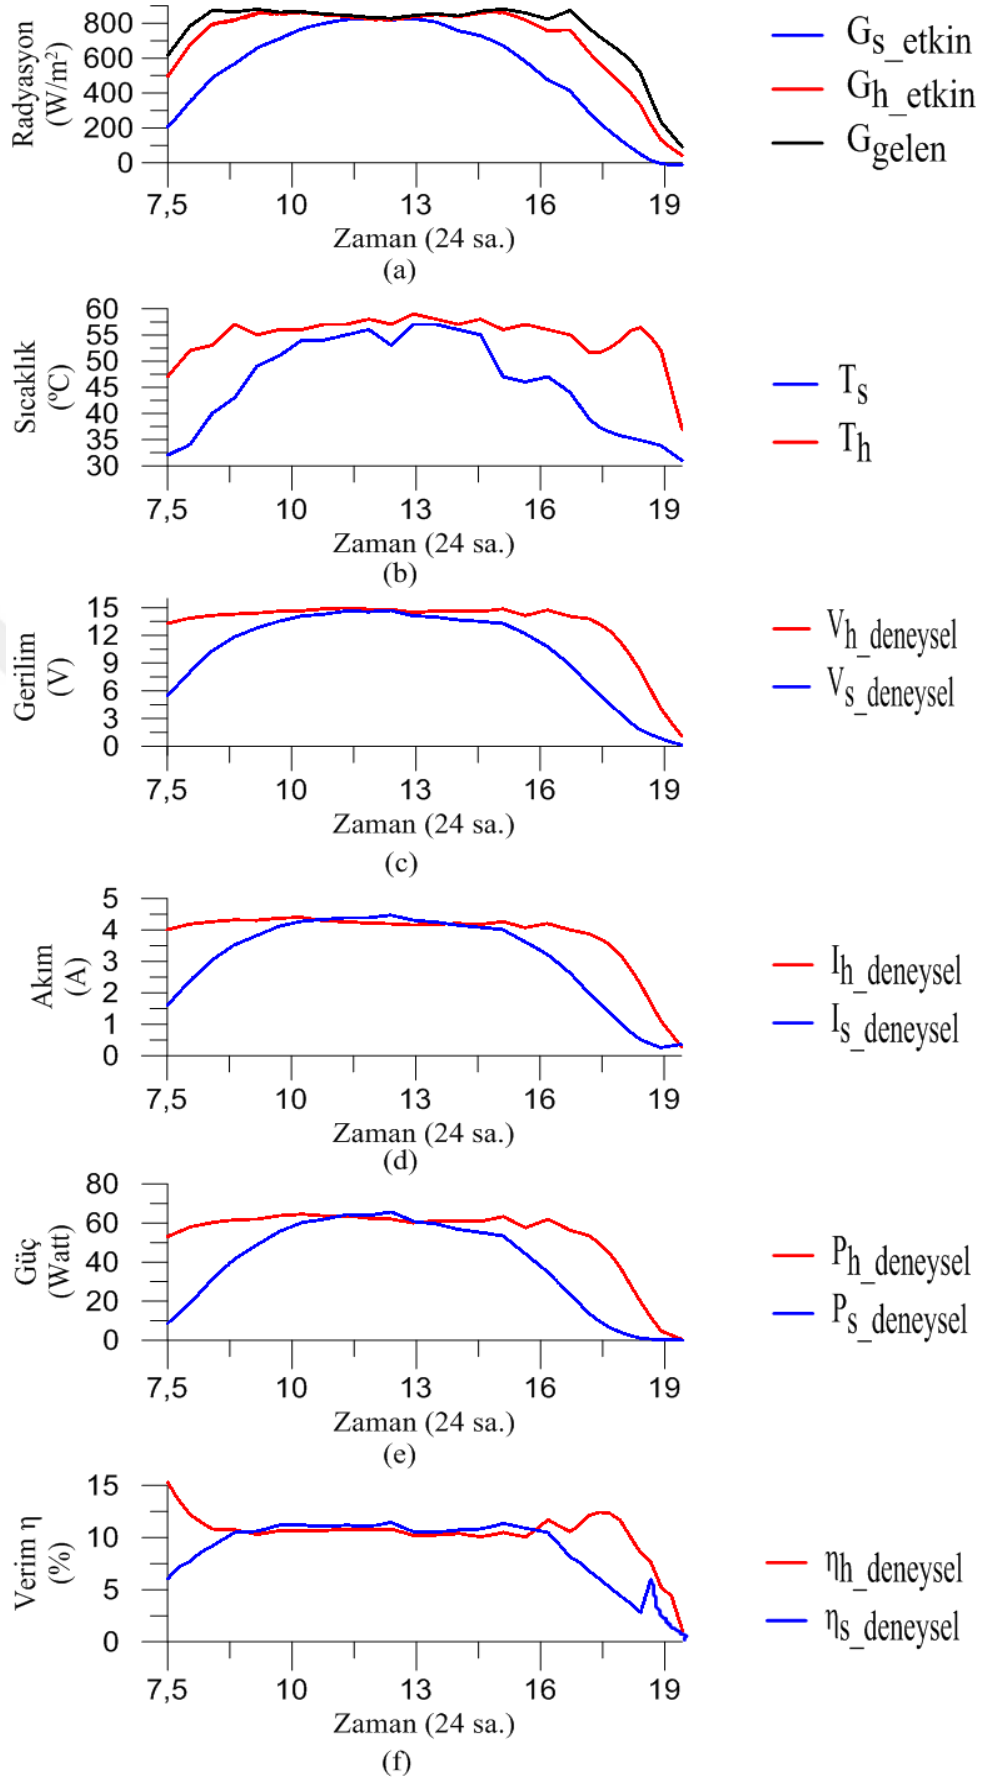 Radyasyon
(W/m²)
800
600
400
200
0
7,5 10 13 16 19
Zaman (24 sa.)
(a)
Gs_etkin
Gh_etkin
Ggelen
Sıcaklık
(ºC)
60
55
50
45
40
35
30
7,5 10 13 16 19
Zaman (24 sa.)
(b)
Ts
Th
Gerilim
(V)
15
12
9
6
3
0
7,5 10 13 16 19
Zaman (24 sa.)
(c)
Vh_deneysel
Vs_deneysel
Akım
(A)
5
4
3
2
1
0
7,5 10 13 16 19
Zaman (24 sa.)
(d)
Ih_deneysel
Is_deneysel
Güç
(Watt)
80
60
40
20
0
7,5 10 13 16 19
Zaman (24 sa.)
(e)
Ph_deneysel
Ps_deneysel
Verim η
(%)
15
10
5
0
7,5 10 13 16 19
Zaman (24 sa.)
(f)
ηh_deneysel
ηs_deneysel